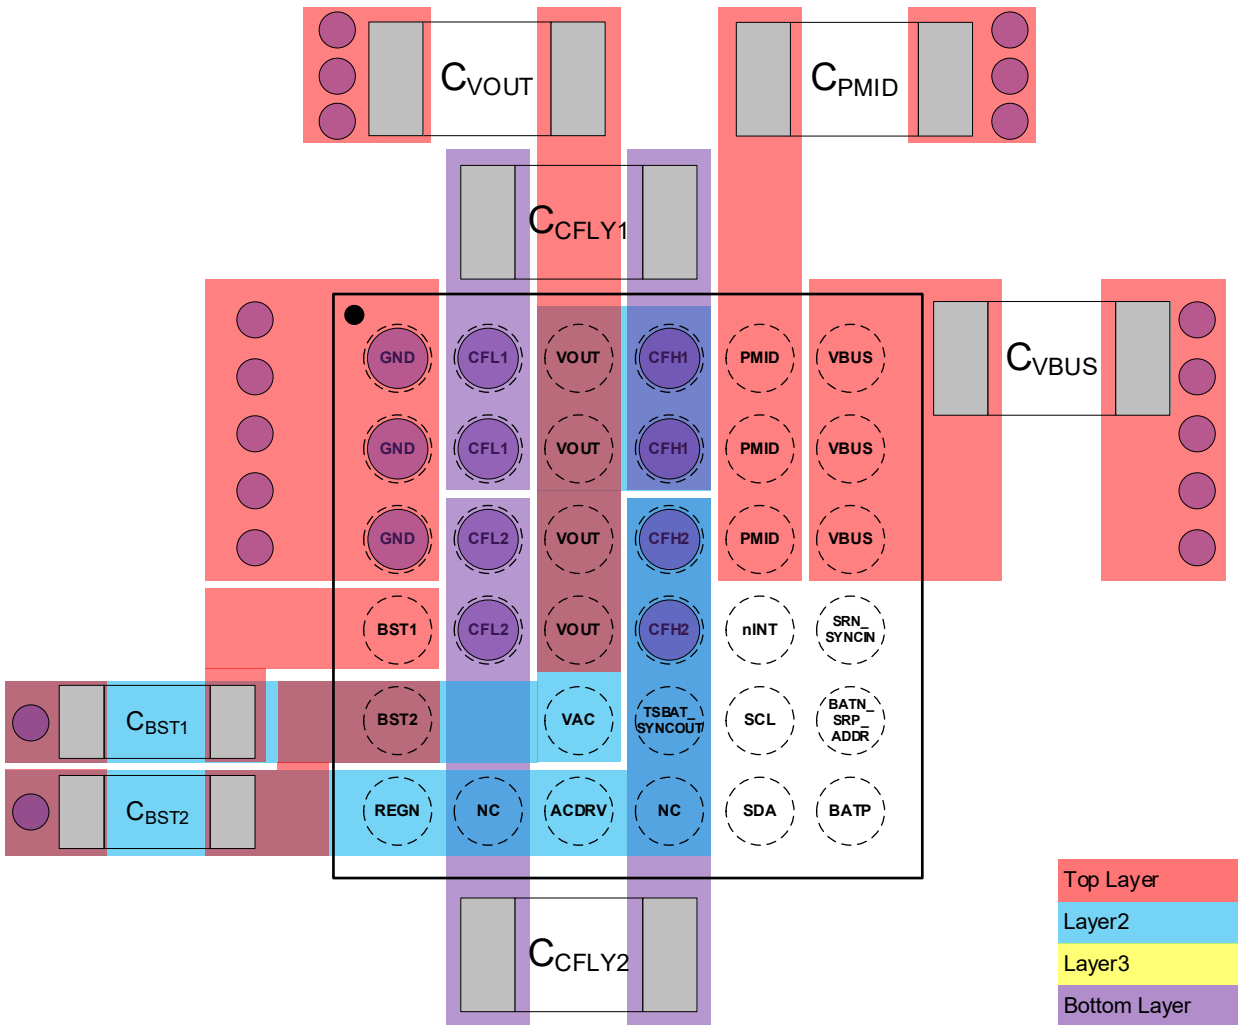 CVOUT
CPMID
CCFLY1
CVBUS
GND CFL1 VOUT CFH1 PMID VBUS
GND CFL1 VOUT CFH1 PMID VBUS
GND CFL2 VOUT CFH2 PMID VBUS
BST1 CFL2 VOUT CFH2 nINT SRN_
SYNCIN
CBST1
BST2 VAC TSBAT_
SYNCOUT
SCL BATN_
SRP_
ADDR
CBST2
REGN NC ACDRV NC SDA BATP
CCFLY2
Top Layer
Layer2
Layer3
Bottom Layer